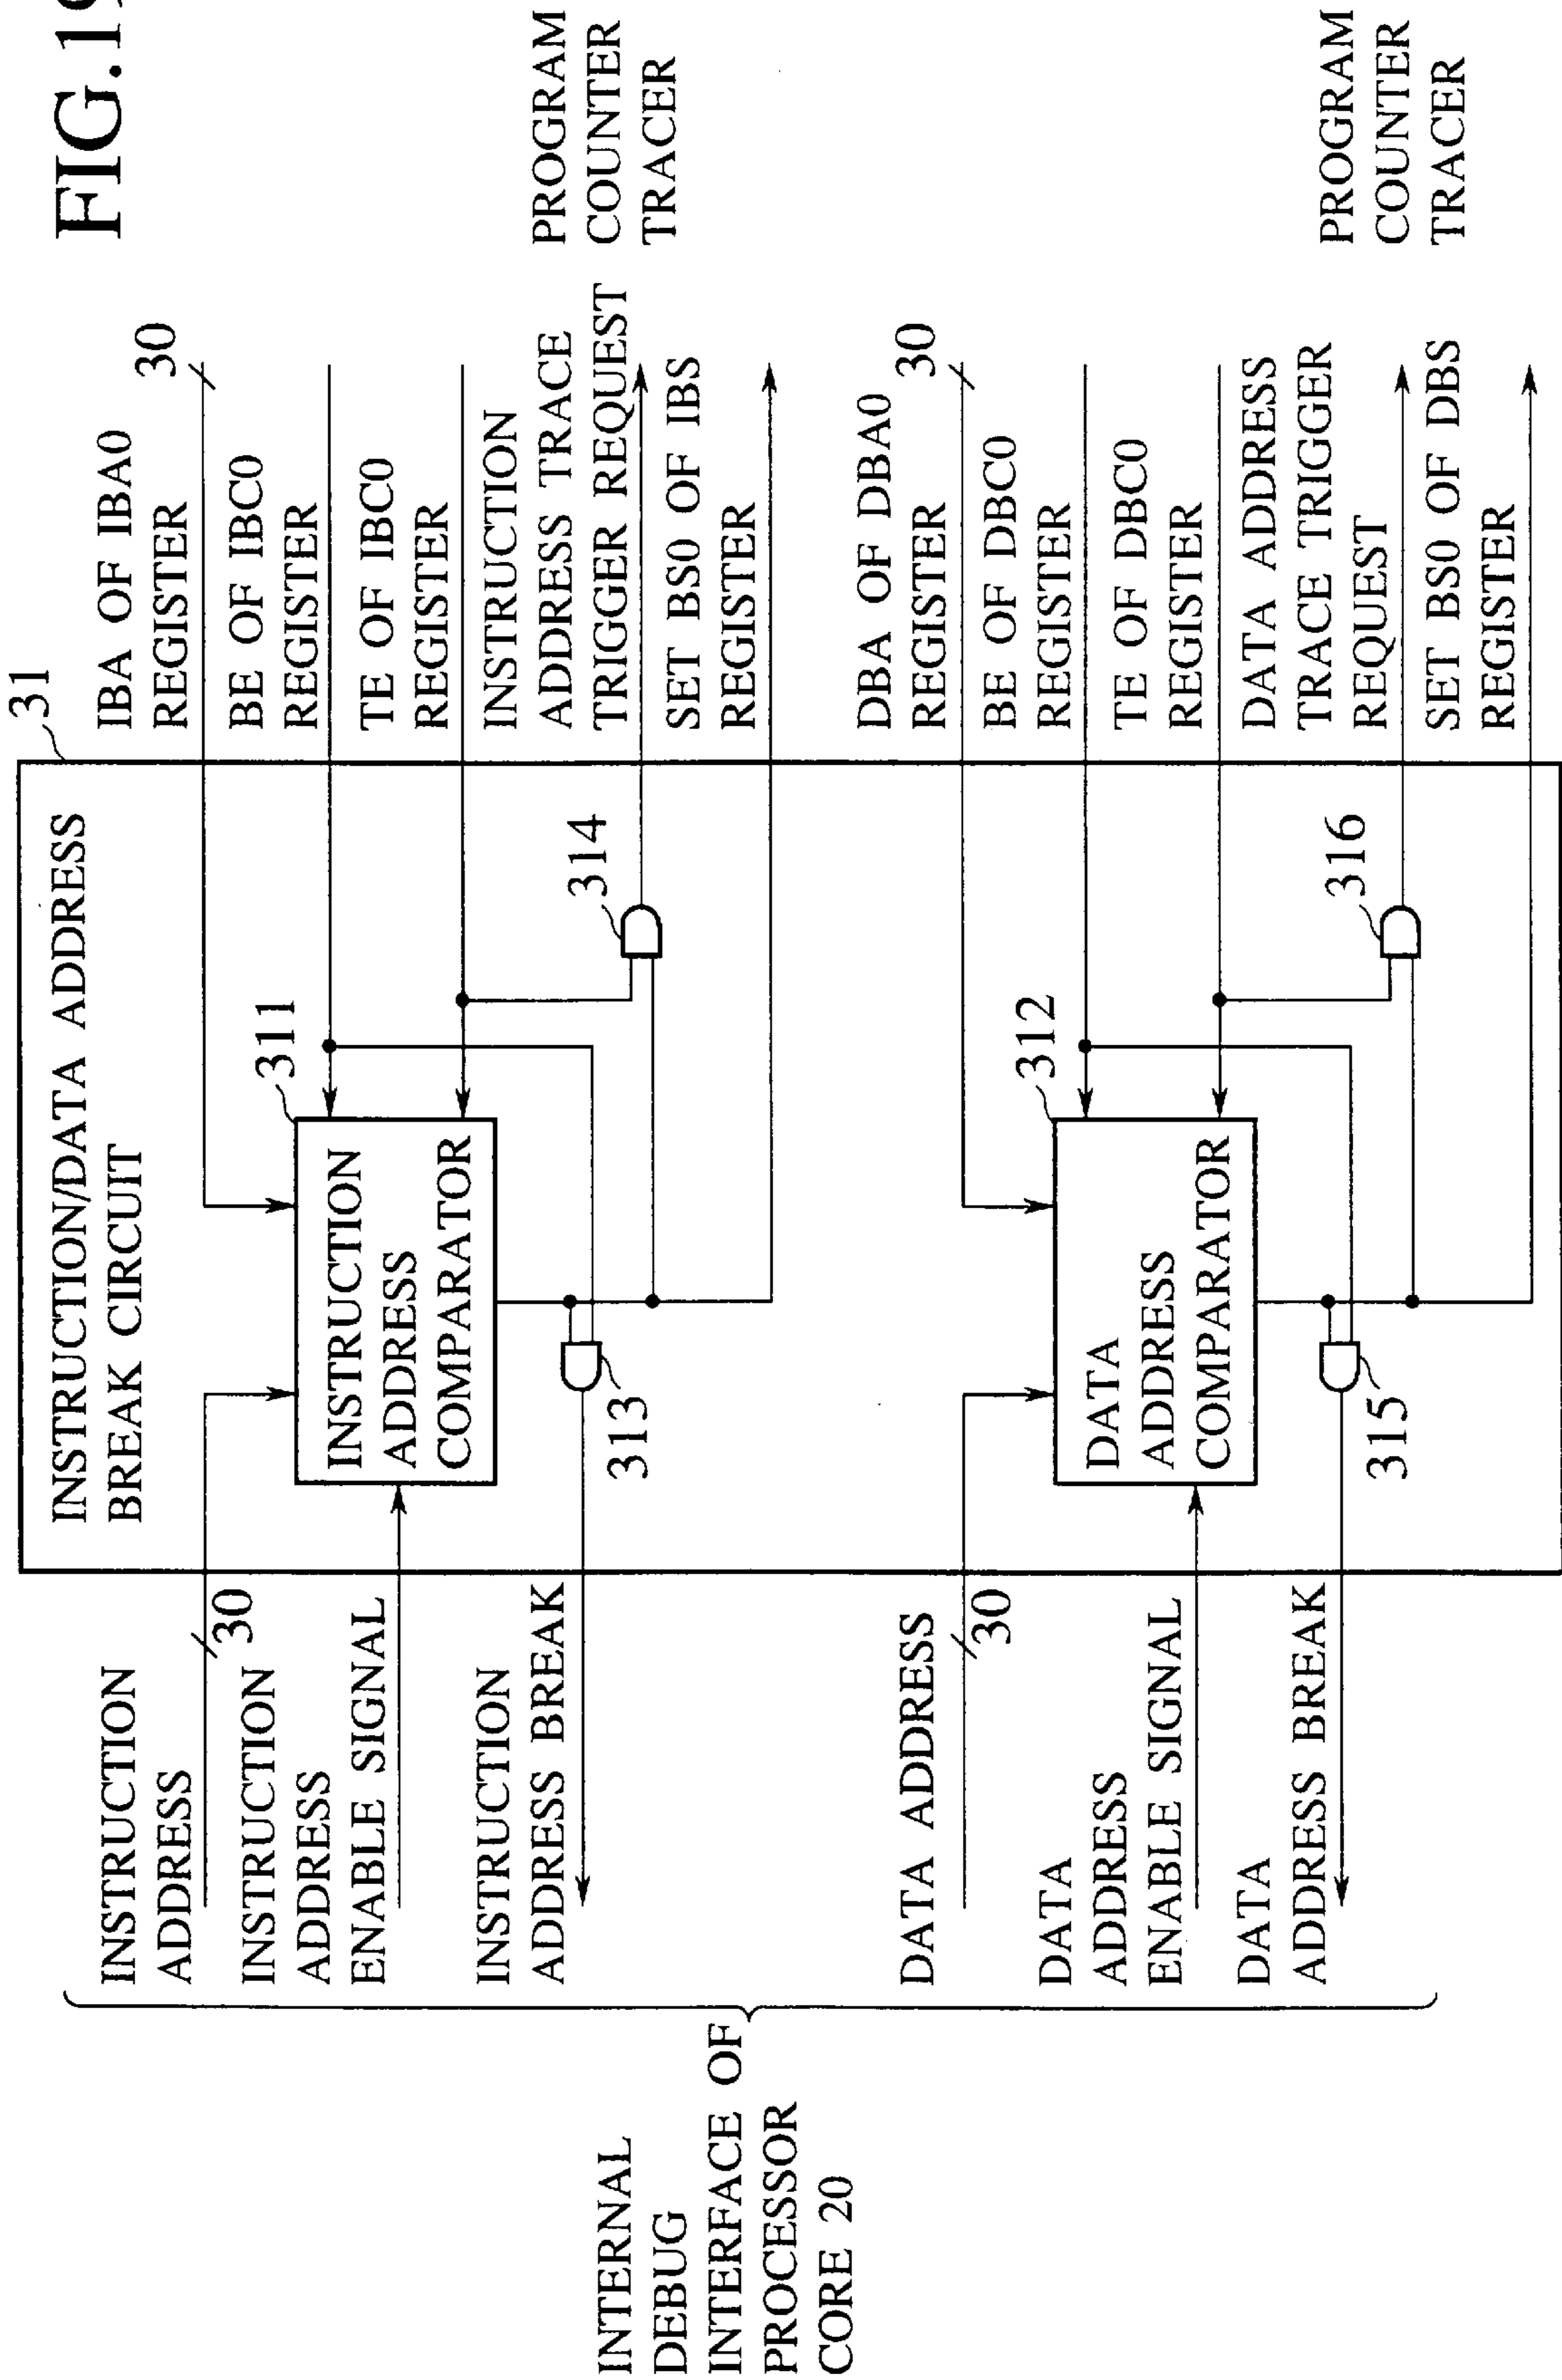 FIG.19
31
INSTRUCTION/DATA ADDRESS
BREAK CIRCUIT
INTERNAL
DEBUG
INTERFACE OF
PROCESSOR
CORE 20
INSTRUCTION
ADDRESS
30
INSTRUCTION
ADDRESS
ENABLE SIGNAL
INSTRUCTION
ADDRESS BREAK
311
INSTRUCTION
ADDRESS
COMPARATOR
313
314
IBA OF IBA0
REGISTER
30
BE OF IBC0
REGISTER
TE OF IBC0
REGISTER
INSTRUCTION
ADDRESS TRACE
TRIGGER REQUEST
SET BS0 OF IBS
REGISTER
PROGRAM
COUNTER
TRACER
DATA ADDRESS
30
DATA
ADDRESS
ENABLE SIGNAL
DATA
ADDRESS BREAK
312
DATA
ADDRESS
COMPARATOR
315
316
DBA OF DBA0
REGISTER
30
BE OF DBC0
REGISTER
TE OF DBC0
REGISTER
DATA ADDRESS
TRACE TRIGGER
REQUEST
SET BS0 OF DBS
REGISTER
PROGRAM
COUNTER
TRACER